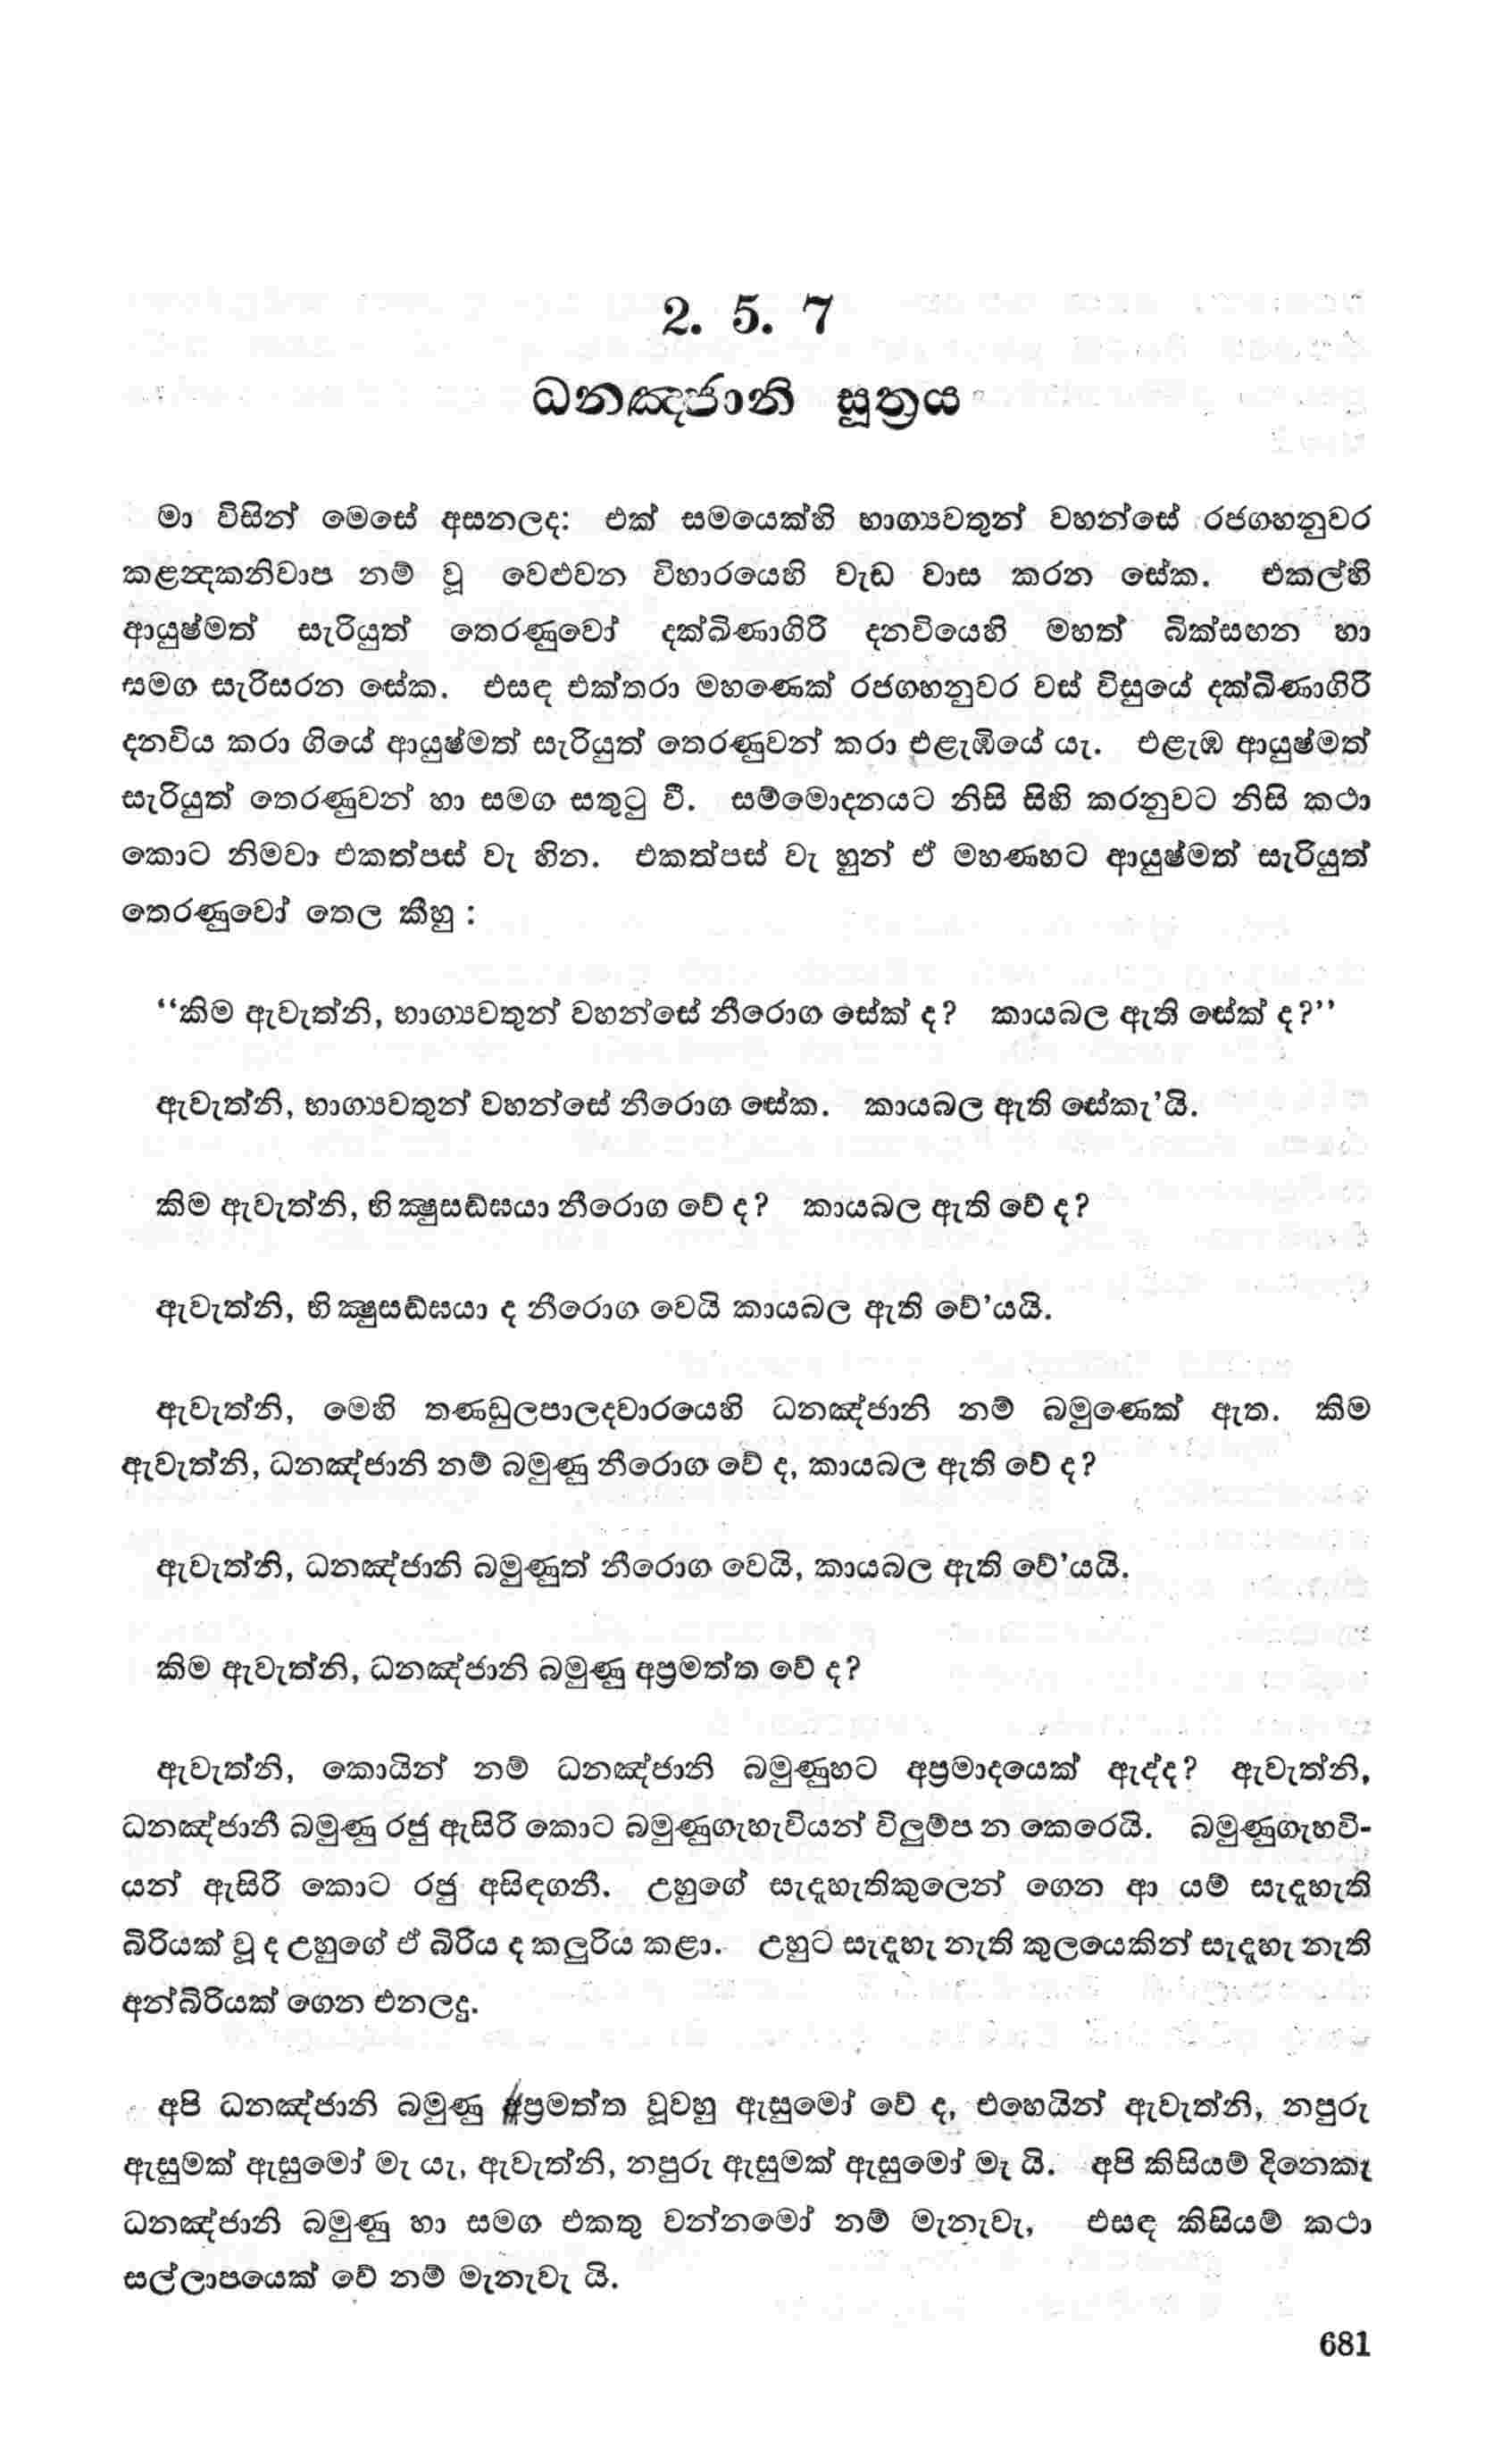 2. 5. 7
ධනඤ්ජානි සූත්‍රය
මා විසින් මෙසේ අසනලද: එක් සමයෙක්හි භාග්‍යවතුන් වහන්සේ රජගහනුවර
කළන්‍දකනිවාප නම් වූ වෙළුවන විහාරයෙහි වැඩ වාස කරන සේක. එකල්හි
ආයුෂ්මත් සැරියුත් තෙරණුවෝ දක්ඛිණාගිරි දනවියෙහි මහත් බික්සඟන හා
සමග සැරිසරන සේක. එසඳ එක්තරා මහණෙක් රජගහනුවර වස් විසුයේ දක්ඛිණාගිරි
දනවිය කරා ගියේ ආයුෂ්මත් සැරියුත් තෙරණුවන් කරා එළැඹියේ යැ. එළැඹ ආයුෂ්මත්
සැරියුත් තෙරණුවන් හා සමග සතුටු වී. සම්මොදනයට නිසි සිහි කරනුවට නිසි කථා
කොට නිමවා එකත්පස් වැ හින. එකත්පස් වැ හුන් ඒ මහණහට ආයුෂ්මත් සැරියුත්
තෙරණුවෝ තෙල කීහු :
“කිම ඇවැත්නි, භාග්‍යවතුන් වහන්සේ නීරොග සේක් ද? කායබල ඇති සේක් ද?”
ඇවැත්නි, භාග්‍යවතුන් වහන්සේ නීරොග සේක. කායබල ඇති සේකැ’යි.
කිම ඇවැත්නි, භික්‍ෂුසඞ්ඝයා නීරොග වේ ද? කායබල ඇති වේ ද?
ඇවැත්නි, භික්‍ෂුසඞ්ඝයා ද නීරොග වෙයි කායබල ඇති වේ’යයි.
ඇවැත්නි, මෙහි තණඩුලපාලදවාරයෙහි ධනඤ්ජානි නම් බමුණෙක් ඇත. කිම
ඇවැත්නි, ධනඤ්ජානි නම් බමුණු නීරොග වේ ද, කායබල ඇති වේ ද?
ඇවැත්නි, ධනඤ්ජානි බමුණුත් නීරොග වෙයි, කායබල ඇති වේ’යයි.
කිම ඇවැත්නි, ධනඤ්ජානි බමුණු අප්‍රමත්ත වේ ද?
ඇවැත්නි, කොයින් නම් ධනඤ්ජානි බමුණුහට අප්‍රමාදයෙක් ඇද්ද? ඇවැත්නි,
ධනඤ්ජානී බමුණු රජු ඇසිරි කොට බමුණුගැහැවියන් විලුම්ප න කෙරෙයි. බමුණුගැහවි-
යන් ඇසිරි කොට රජු අසිඳගනී. උහුගේ සැදෑහැතිකුලෙන් ගෙන ආ යම් සැදෑහැති
බිරියක් වූ ද උහුගේ ඒ බිරිය ද කලුරිය කළා. උහුට සැදෑහැ නැති කුලයෙකින් සැදෑහැ නැති
අන්බිරියක් ගෙන එනලදු.
අපි ධනඤ්ජානි බමුණු ප්‍රමත්ත වූවහු ඇසුමෝ වේ ද, එහෙයින් ඇවැත්නි, නපුරු
ඇසුමක් ඇසුමෝ මැ යැ, ඇවැත්නි, නපුරු ඇසුමක් ඇසුමෝ මැ යි. අපි කිසියම් දිනෙකැ
ධනඤ්ජානි බමුණු හා සමග එකතු වන්නමෝ නම් මැනැවැ, එසඳ කිසියම් කථා
සල්ලාපයෙක් වේ නම් මැනැවැ යි.
681